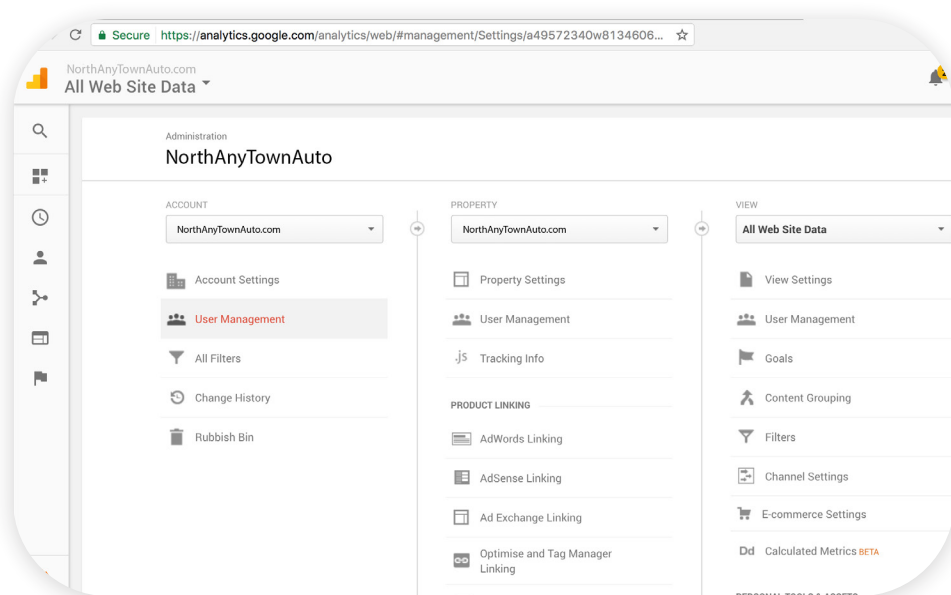 Secure https://analytics.google.com/analytics/web/#management/Settings/a49572340w8134606...
NorthAnyTownAuto.com
All Web Site Data
Administration
NorthAnyTownAuto
ACCOUNT
NorthAnyTownAuto.com
Account Settings
User Management
All Filters
Change History
Rubbish Bin
PROPERTY
NorthAnyTownAuto.com
Property Settings
User Management
.js Tracking Info
PRODUCT LINKING
AdWords Linking
AdSense Linking
Ad Exchange Linking
Optimise and Tag Manager
Linking
VIEW
All Web Site Data
View Settings
User Management
Goals
Content Grouping
Filters
Channel Settings
E-commerce Settings
Dd Calculated Metrics BETA
PERSONAL TOOLS & ASSETS